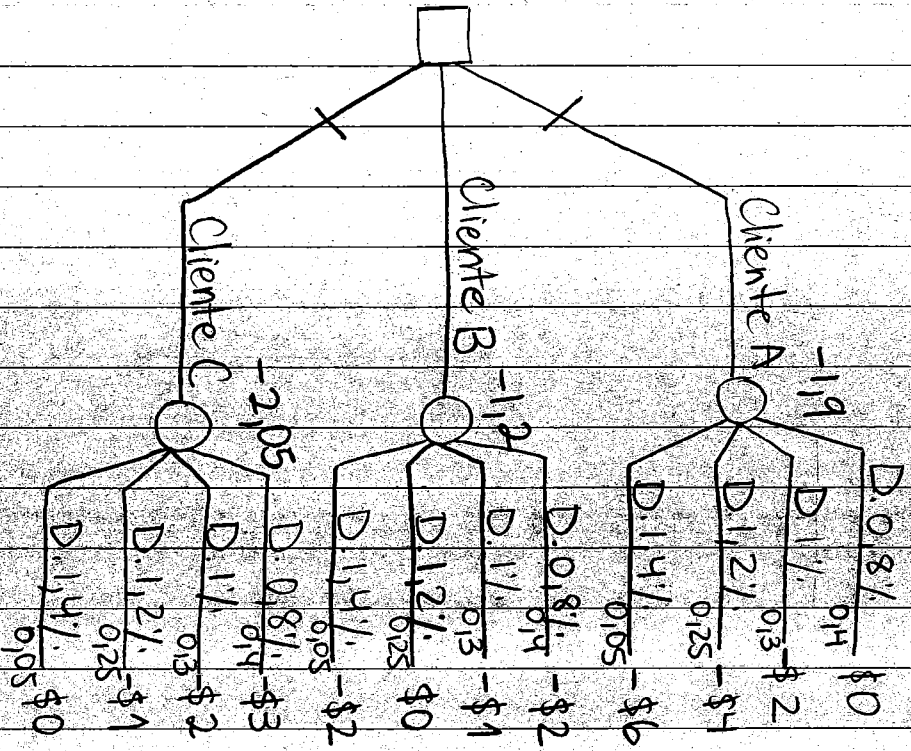 D. 0,8% 0,4 $0
-1,9
D. 1% 0,3 -$2
Cliente A
D. 1,2% 0,25 -$4
D. 1,4% 0,05 -$6
D. 0,8% 0,4 -$2
-1,2
D. 1% 0,3 -$1
Cliente B
D. 1,2% 0,25 $0
D. 1,4% 0,05 -$2
D. 0,8% 0,4 -$3
-2,05
D. 1% 0,3 -$2
Cliente C
D. 1,2% 0,25 -$1
D. 1,4% 0,05 $0